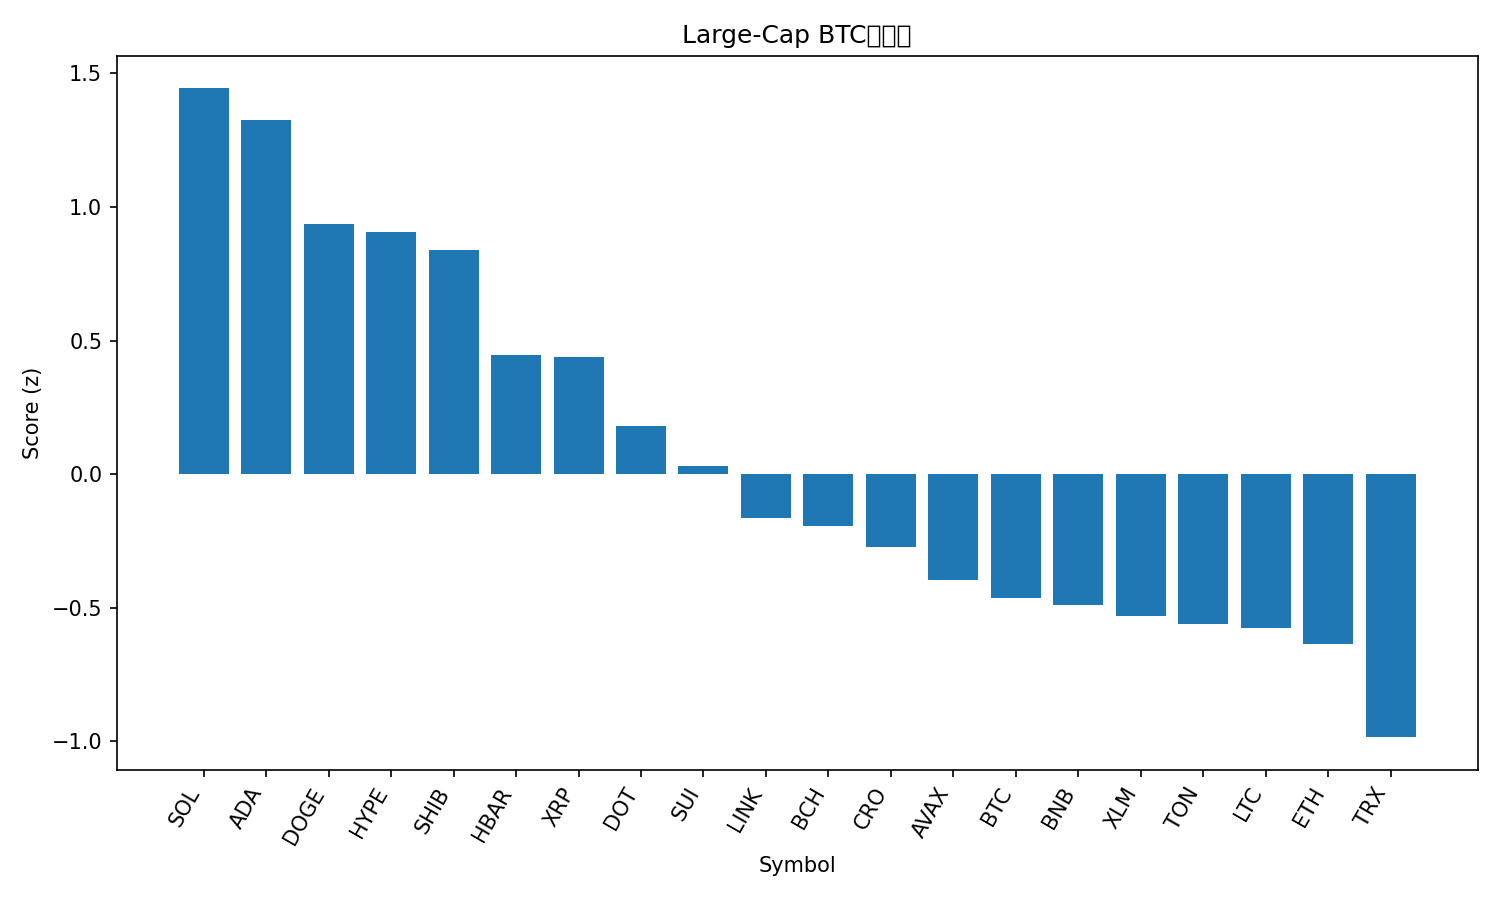 Large-Cap BTC
1.5
1.0
0.5
0.0
−0.5
−1.0
Score (z)
SOL
ADA
DOGE
HYPE
SHIB
HBAR
XRP
DOT
SUI
LINK
BCH
CRO
AVAX
BTC
BNB
XLM
TON
LTC
ETH
TRX
Symbol